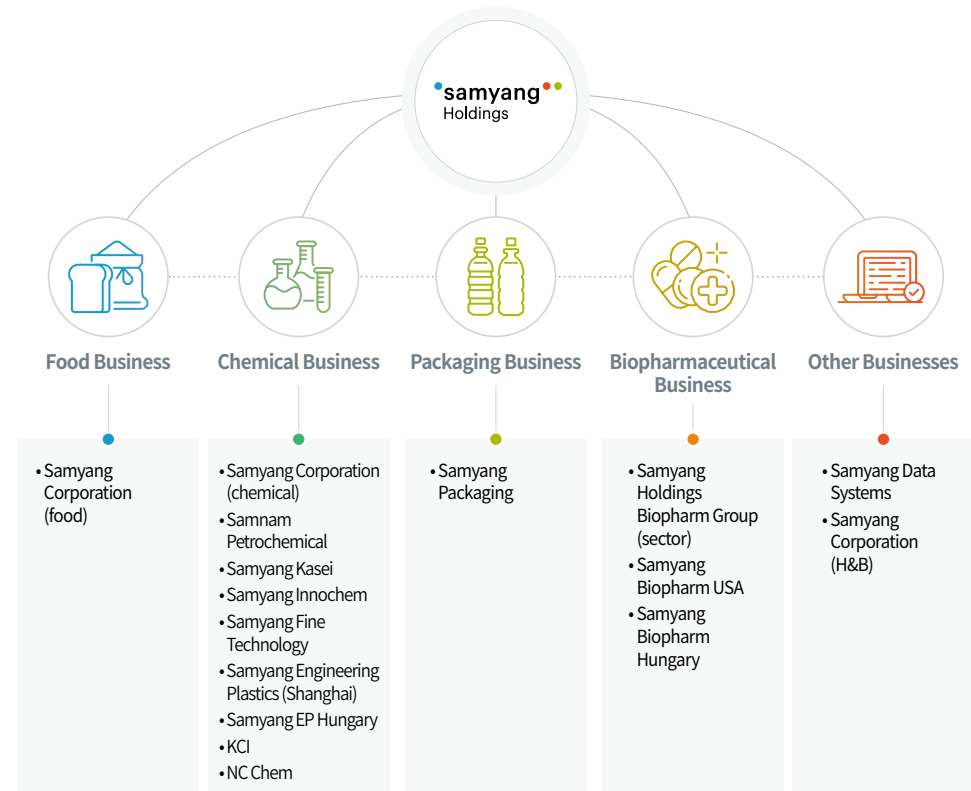 samyang
Holdings
Food Business
Chemical Business
Packaging Business
Biopharmaceutical
Business
Other Businesses
• Samyang
Corporation
(food)
• Samyang Corporation
(chemical)
• Samnam
Petrochemical
• Samyang Kasei
• Samyang Innochem
• Samyang Fine
Technology
• Samyang Engineering
Plastics (Shanghai)
• Samyang EP Hungary
• KCI
• NC Chem
• Samyang
Packaging
• Samyang
Holdings
Biopharm Group
(sector)
• Samyang
Biopharm USA
• Samyang
Biopharm
Hungary
• Samyang Data
Systems
• Samyang
Corporation
(H&B)